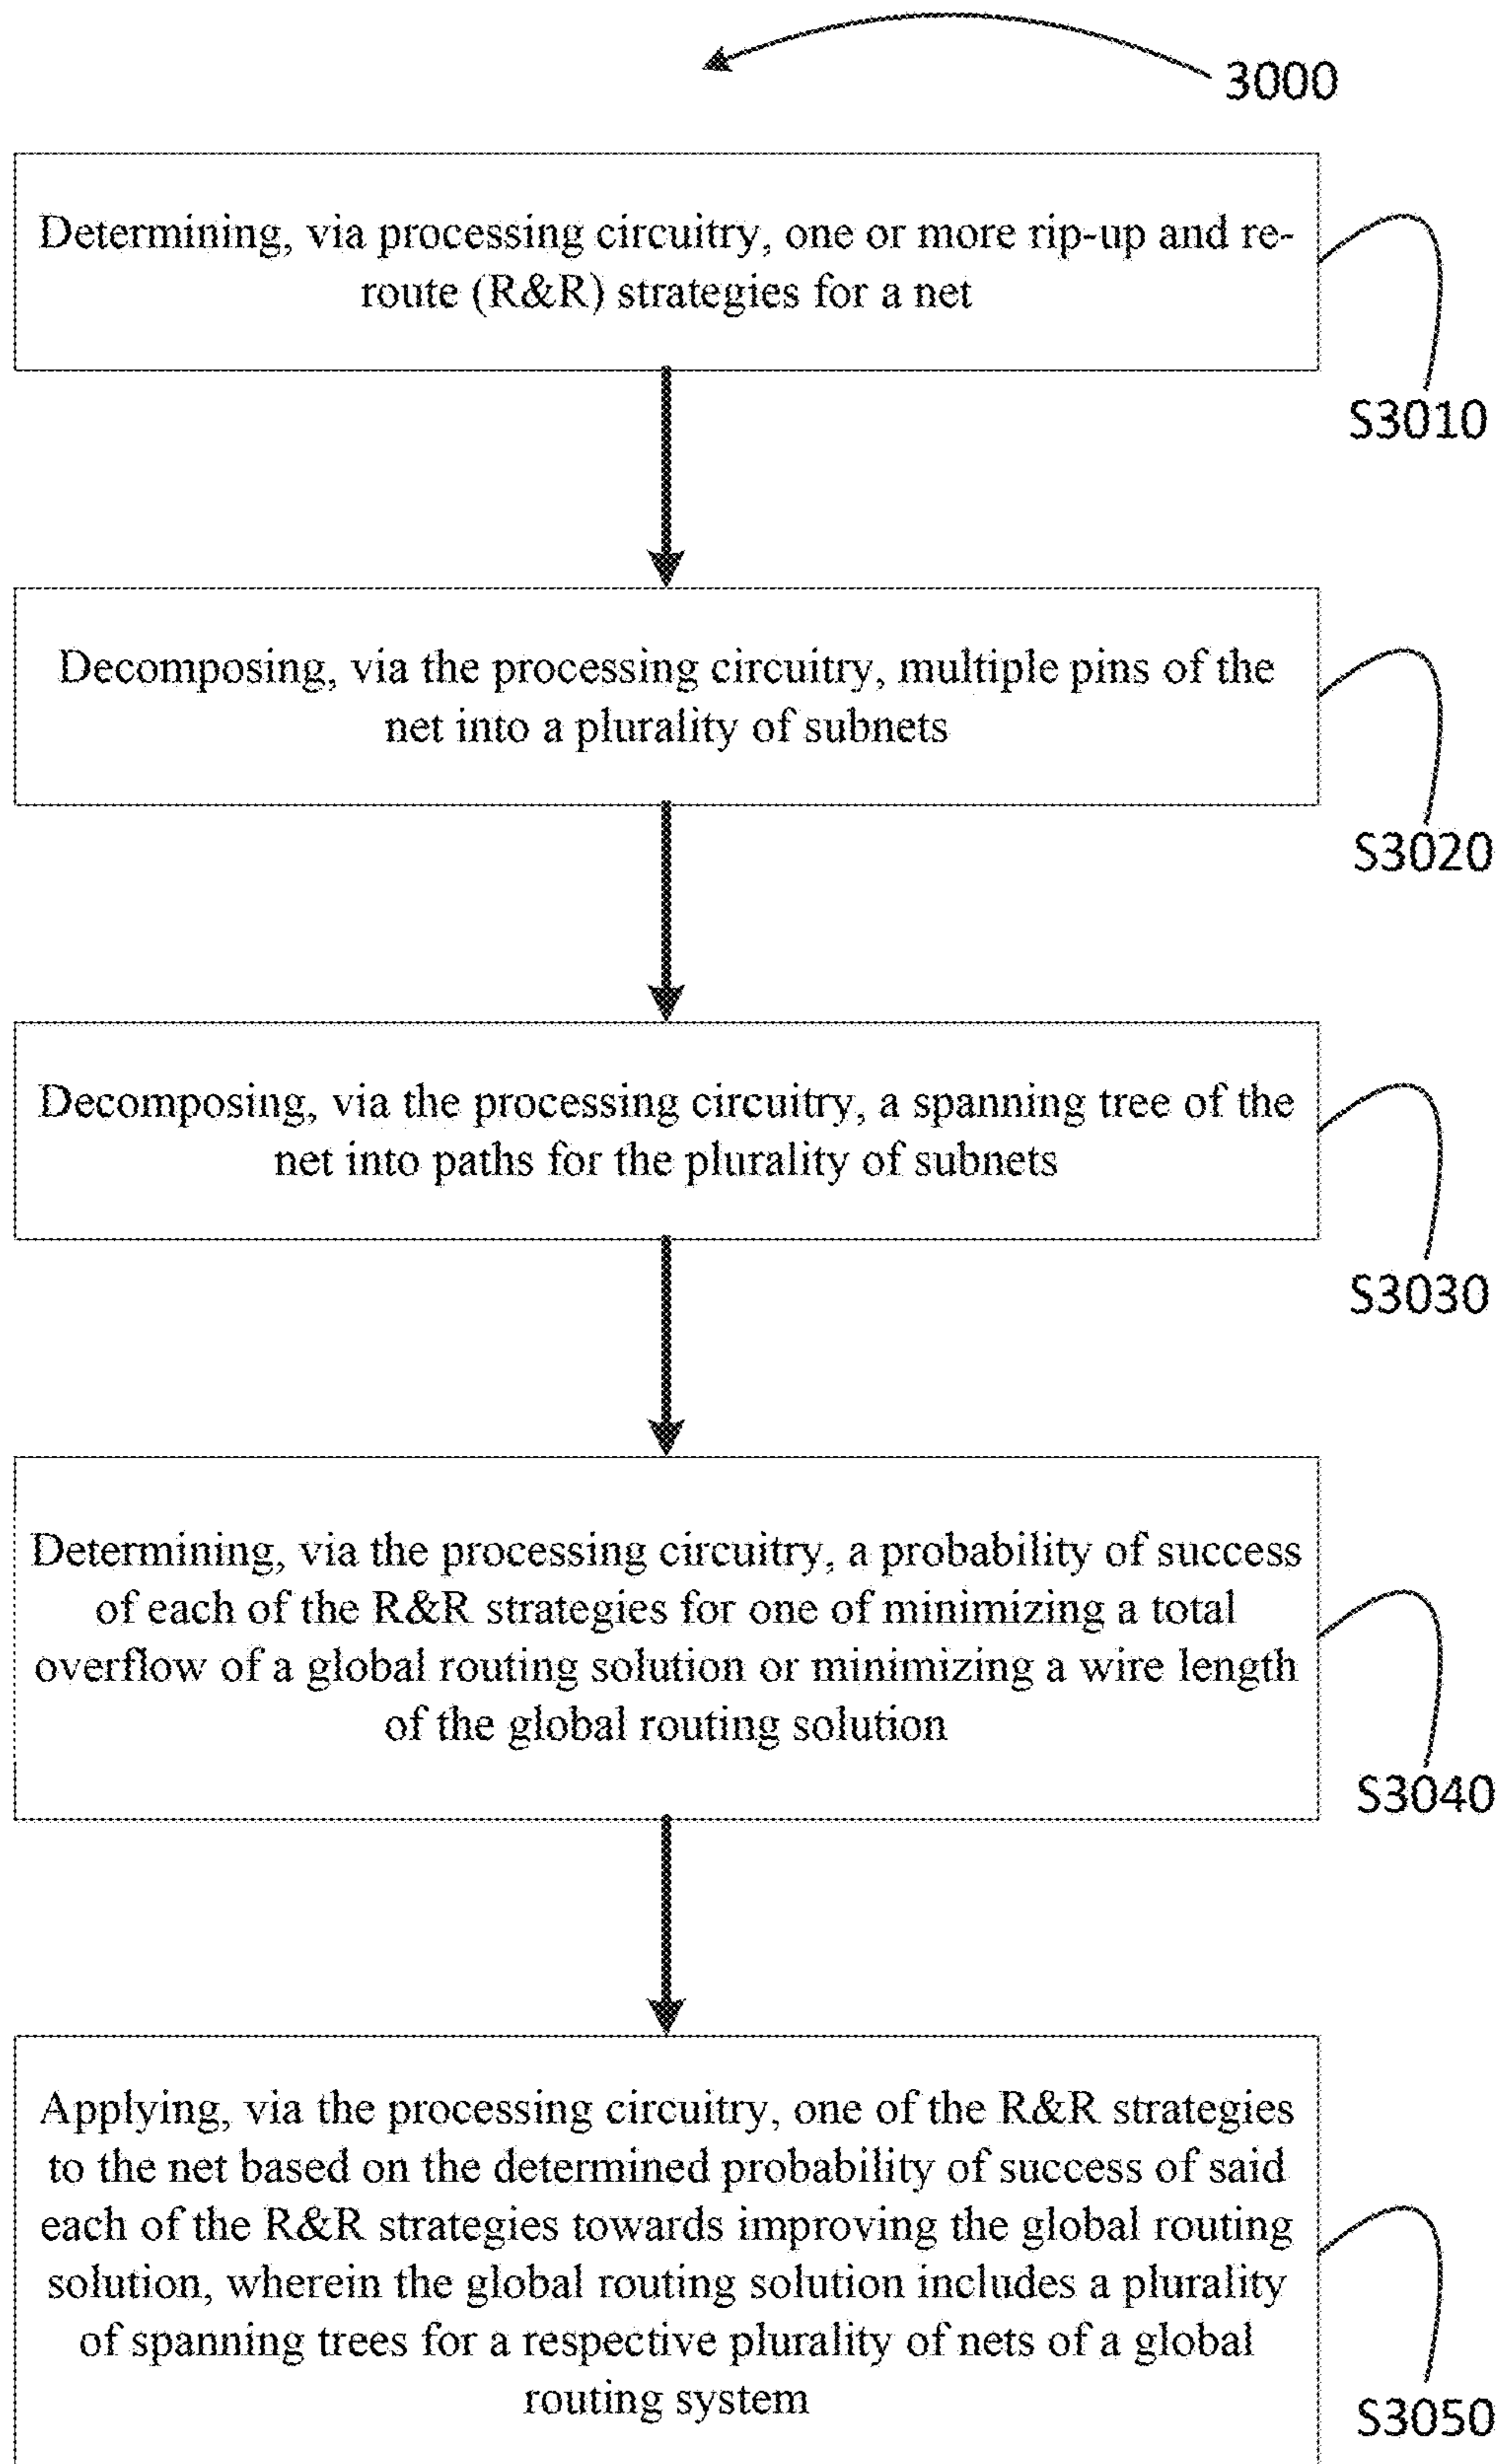 3000
Determining, via processing circuitry, one or more rip-up and re-
route (R&R) strategies for a net
S3010
Decomposing, via the processing circuitry, multiple pins of the
net into a plurality of subnets
S3020
Decomposing, via the processing circuitry, a spanning tree of the
net into paths for the plurality of subnets
S3030
Determining, via the processing circuitry, a probability of success
of each of the R&R strategies for one of minimizing a total
overflow of a global routing solution or minimizing a wire length
of the global routing solution
S3040
Applying, via the processing circuitry, one of the R&R strategies
to the net based on the determined probability of success of said
each of the R&R strategies towards improving the global routing
solution, wherein the global routing solution includes a plurality
of spanning trees for a respective plurality of nets of a global
routing system
S3050